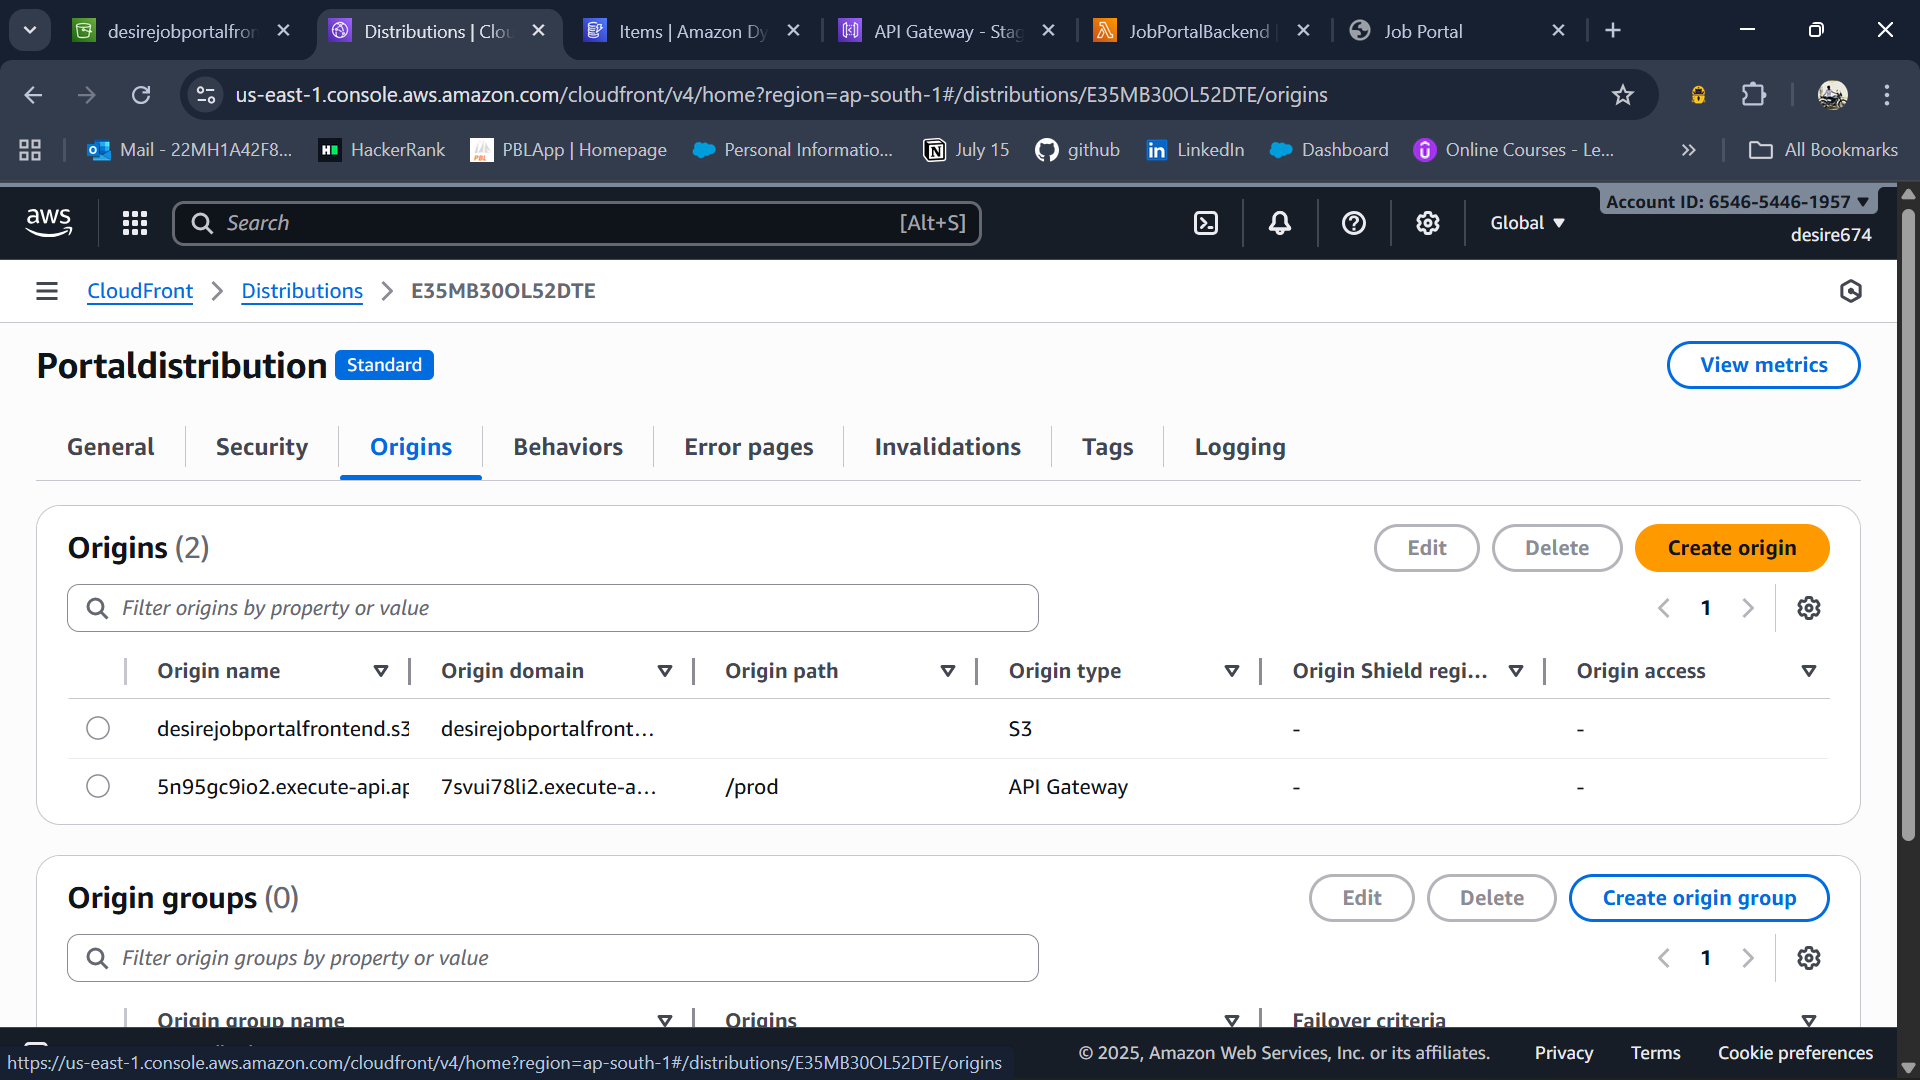 desirejobportalfron
Distributions | Clou
Items | Amazon Dy
API Gateway - Stag
JobPortalBackend
Job Portal
us-east-1.console.aws.amazon.com/cloudfront/v4/home?region=ap-south-1#/distributions/E35MB30OL52DTE/origins
Mail - 22MH1A42F8...
HackerRank
PBLApp | Homepage
Personal Informatio...
July 15
github
LinkedIn
Dashboard
Online Courses - Le...
All Bookmarks
aws
Search
[Alt+S]
Global
Account ID: 6546-5446-1957
desire674
CloudFront
Distributions
E35MB30OL52DTE
Portaldistribution
Standard
View metrics
General
Security
Origins
Behaviors
Error pages
Invalidations
Tags
Logging
Origins (2)
Edit
Delete
Create origin
Filter origins by property or value
1
Origin name
Origin domain
Origin path
Origin type
Origin Shield regi...
Origin access
desirejobportalfrontend.s3
desirejobportalfront...
S3
-
-
5n95gc9io2.execute-api.ap
7svui78li2.execute-a...
/prod
API Gateway
-
-
Origin groups (0)
Edit
Delete
Create origin group
Filter origin groups by property or value
1
Origin group name
Origins
Failover criteria
https://us-east-1.console.aws.amazon.com/cloudfront/v4/home?region=ap-south-1#/distributions/E35MB30OL52DTE/origins
© 2025, Amazon Web Services, Inc. or its affiliates.
Privacy
Terms
Cookie preferences